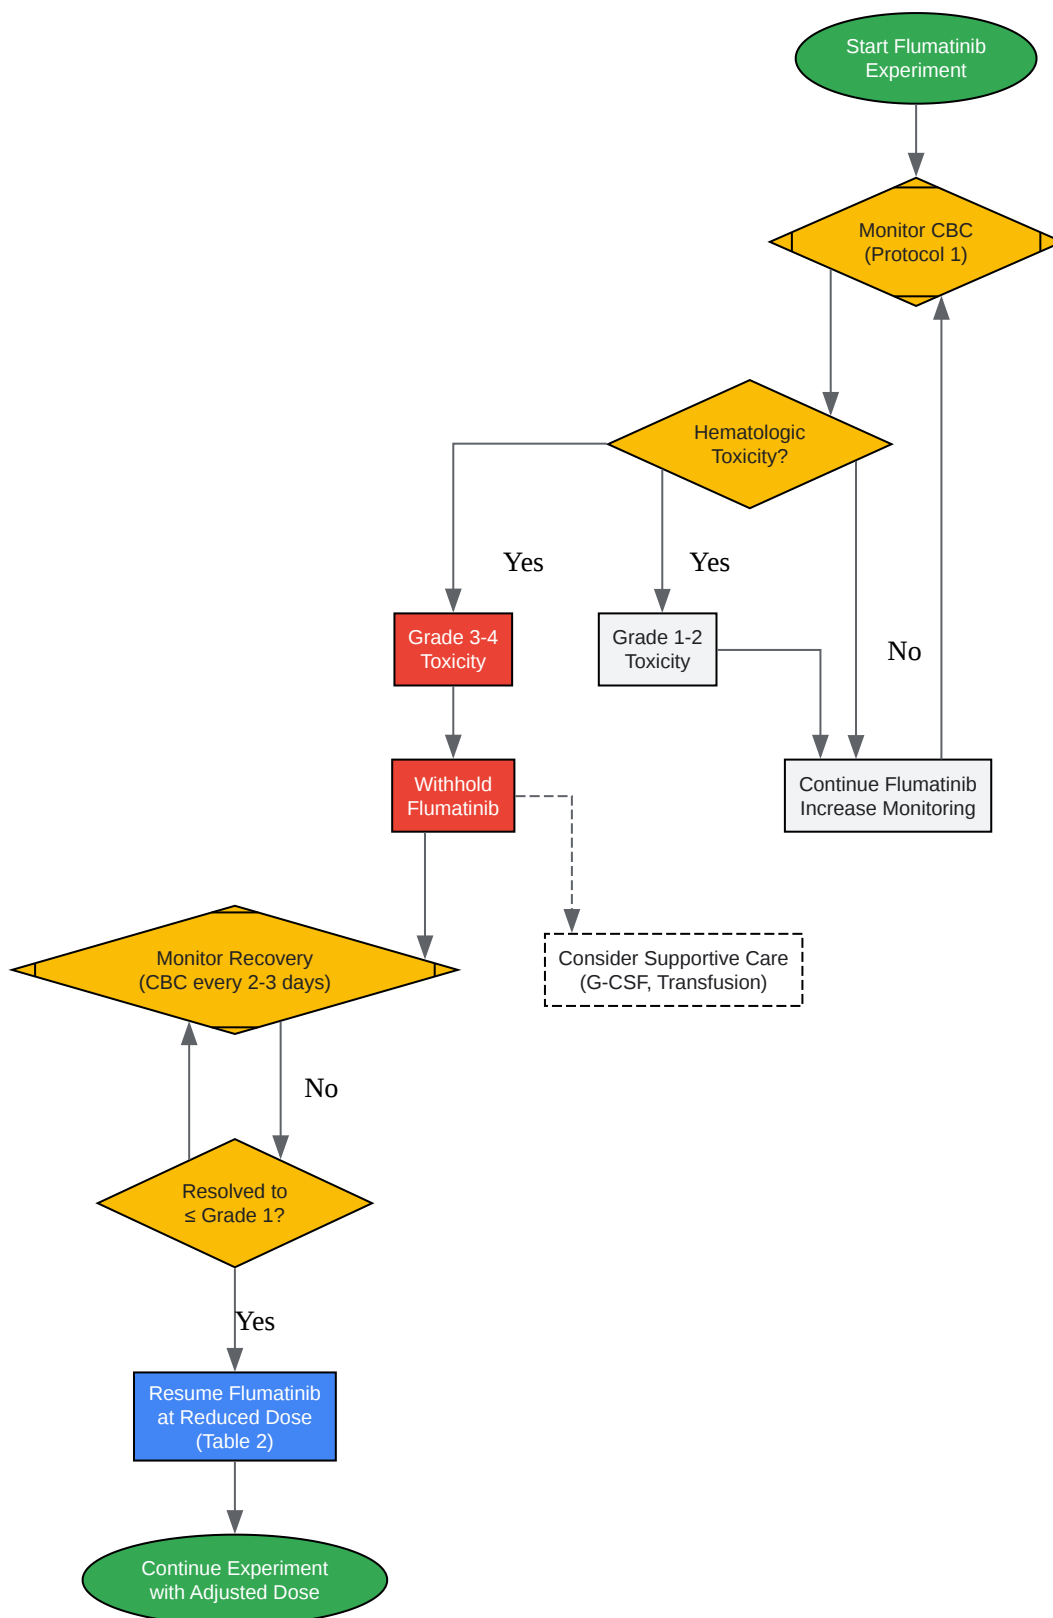 Start Flumatinib
Experiment
Monitor CBC
(Protocol 1)
Hematologic
Toxicity?
Yes
Yes
No
Grade 3-4
Toxicity
Grade 1-2
Toxicity
Withhold
Flumatinib
Continue Flumatinib
Increase Monitoring
Monitor Recovery
(CBC every 2-3 days)
Consider Supportive Care
(G-CSF, Transfusion)
No
Resolved to
≤ Grade 1?
Yes
Resume Flumatinib
at Reduced Dose
(Table 2)
Continue Experiment
with Adjusted Dose